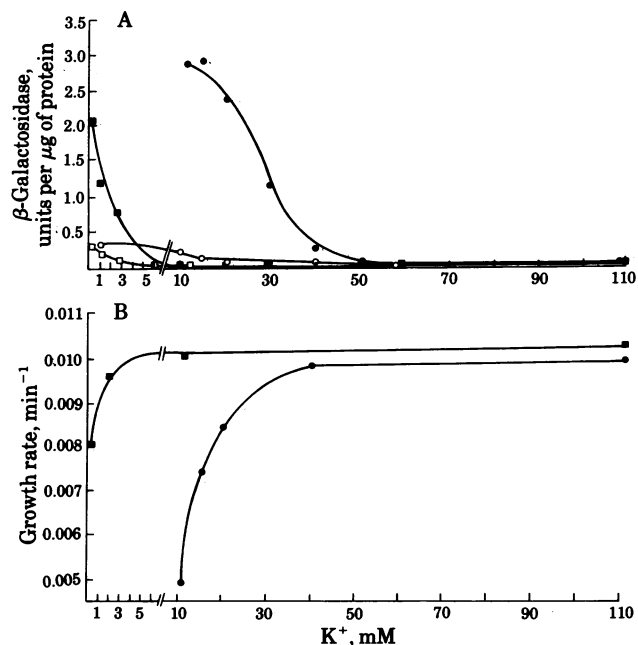 A
β-Galactosidase,
units per μg of protein
3.5
3.0
2.5
2.0
1.5
1.0
0.5
1 3 5 10 30 50 70 90 110
B
Growth rate, min⁻¹
0.011
0.010
0.009
0.008
0.007
0.006
0.005
1 3 5 10 30 50 70 90 110
K⁺, mM